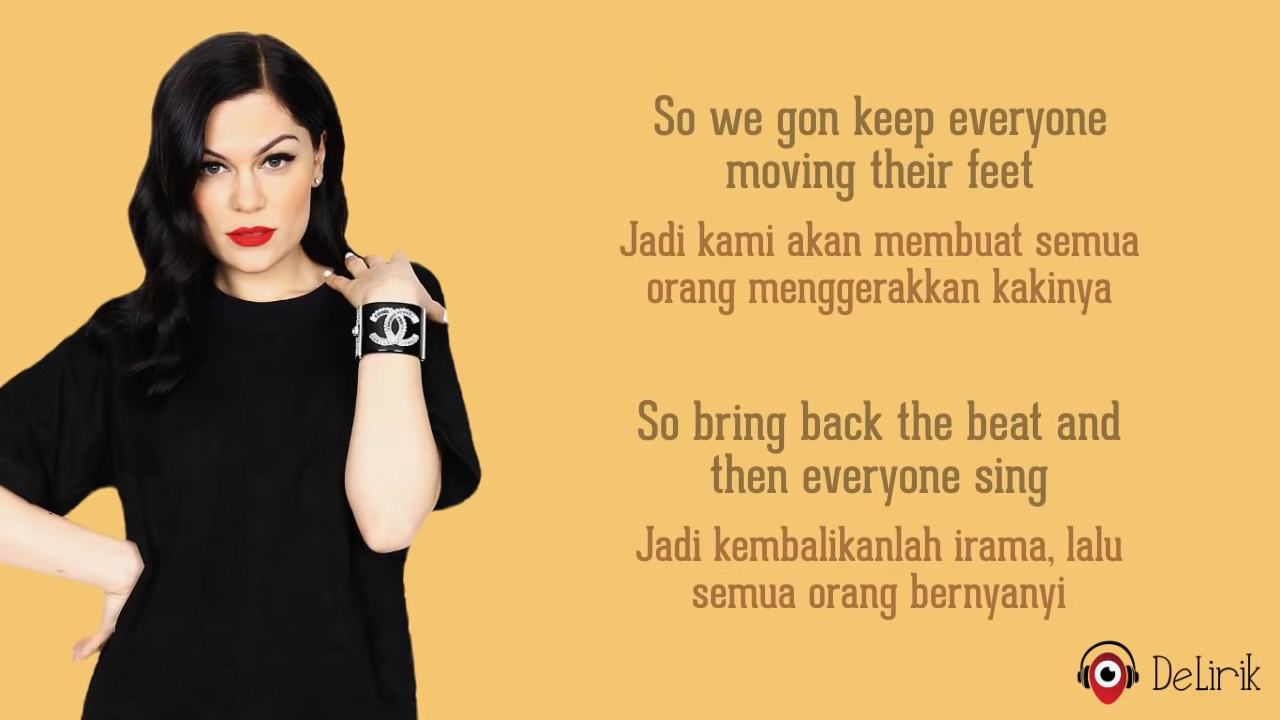 So we gon keep everyone
moving their feet
Jadi kami akan membuat semua
orang menggerakkan kakinya
So bring back the beat and
then everyone sing
Jadi kembalikanlah irama, lalu
semua orang bernyanyi
DeLirik